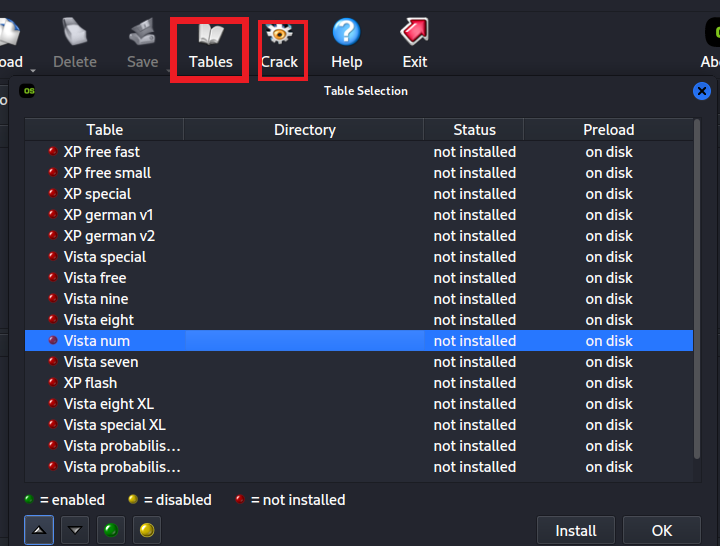 oad Delete Save Tables Crack Help Exit Abo
OS Table Selection
Table Directory Status Preload
XP free fast not installed on disk
XP free small not installed on disk
XP special not installed on disk
XP german v1 not installed on disk
XP german v2 not installed on disk
Vista special not installed on disk
Vista free not installed on disk
Vista nine not installed on disk
Vista eight not installed on disk
Vista num not installed on disk
Vista seven not installed on disk
XP flash not installed on disk
Vista eight XL not installed on disk
Vista special XL not installed on disk
Vista probabilis... not installed on disk
Vista probabilis... not installed on disk
= enabled = disabled = not installed
Install OK